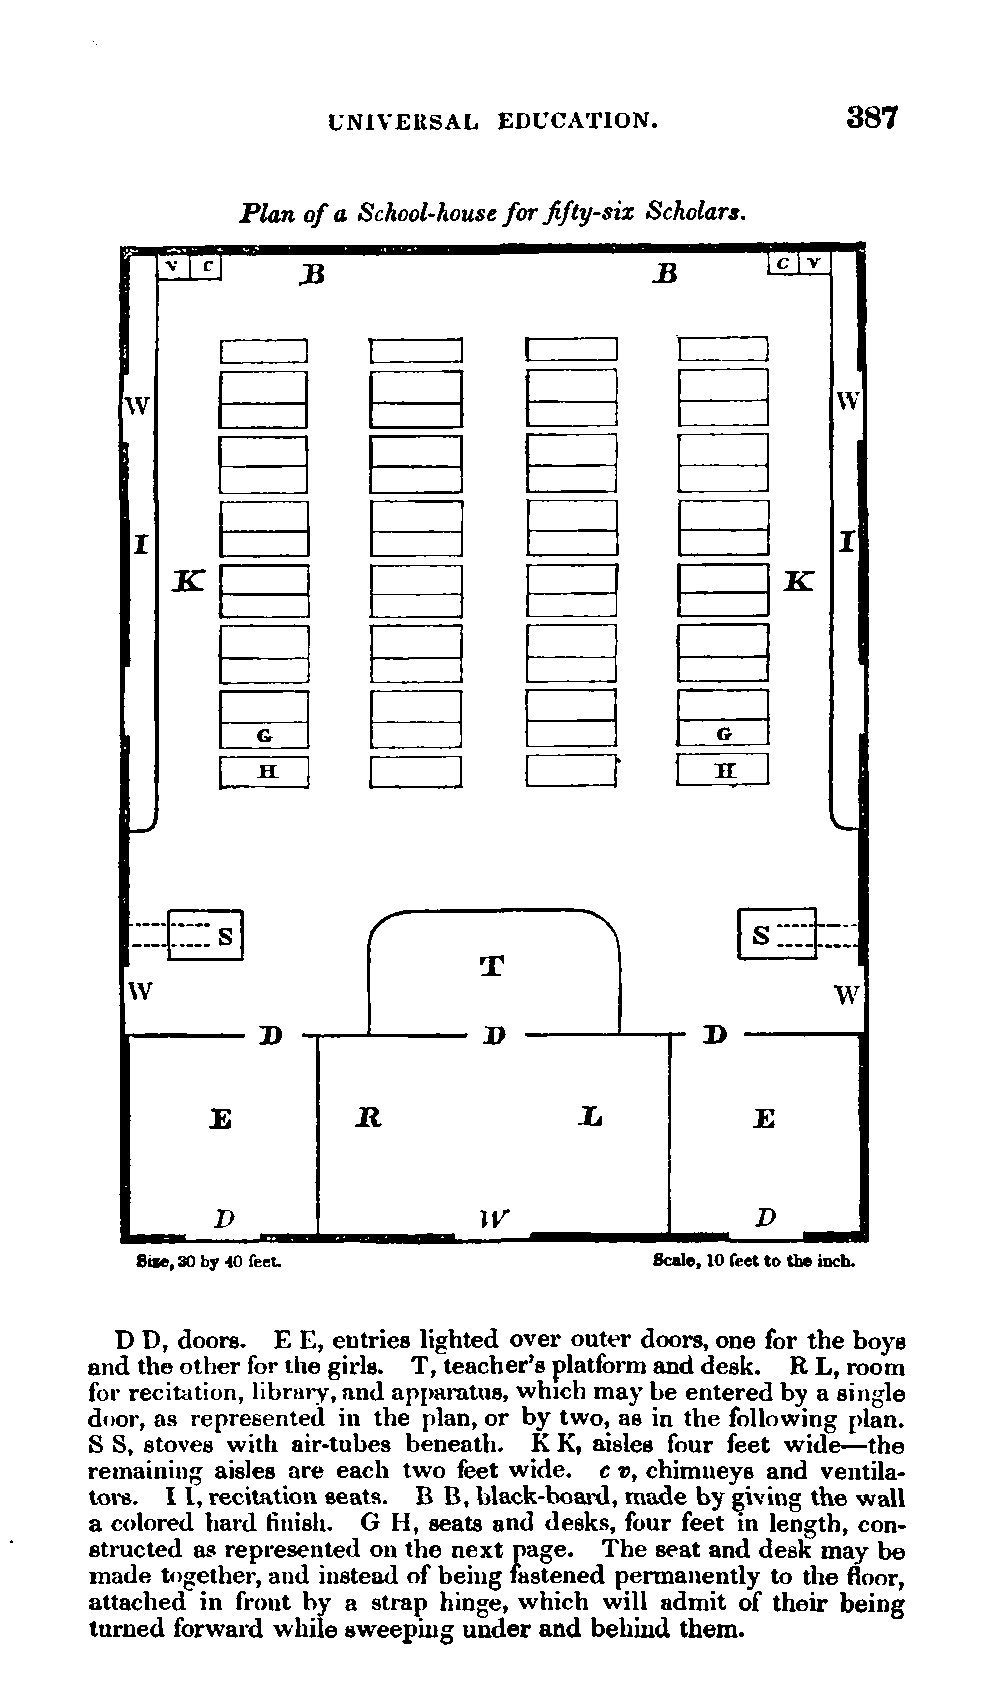 UNIVERSAL EDUCATION. 387
Plan of a School-house for fifty-six Scholars.
V C B B C V
W W
I I
K K
G G
H H
S S
T
W W
D D D
E R L E
D W D
Size, 30 by 40 feet. Scale, 10 feet to the inch.
D D, doors. E E, entries lighted over outer doors, one for the boys
and the other for the girls. T, teacher's platform and desk. R L, room
for recitation, library, and apparatus, which may be entered by a single
door, as represented in the plan, or by two, as in the following plan.
S S, stoves with air-tubes beneath. K K, aisles four feet wide—the
remaining aisles are each two feet wide. c v, chimneys and ventila-
tors. I I, recitation seats. B B, black-board, made by giving the wall
a colored hard finish. G H, seats and desks, four feet in length, con-
structed as represented on the next page. The seat and desk may be
made together, and instead of being fastened permanently to the floor,
attached in front by a strap hinge, which will admit of their being
turned forward while sweeping under and behind them.